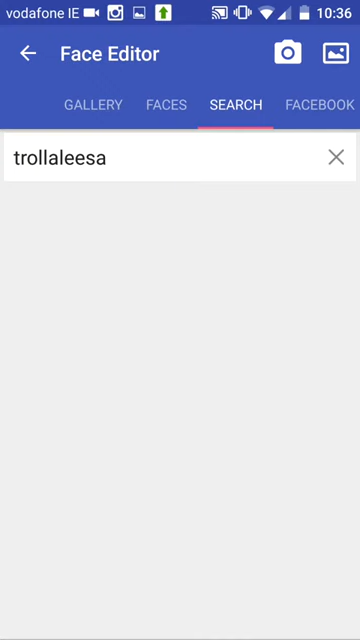 vodafone IE 10:36
Face Editor
GALLERY FACES SEARCH FACEBOOK
trollaleesa